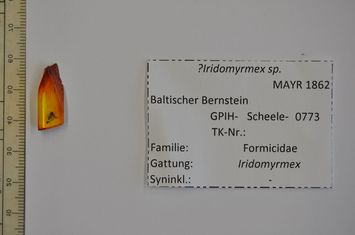 ?Iridomyrmex sp.
MAYR 1862
Baltischer Bernstein
GPIH- Scheele- 0773
TK-Nr.:
Familie: Formicidae
Gattung: Iridomyrmex
Syninkl.: -